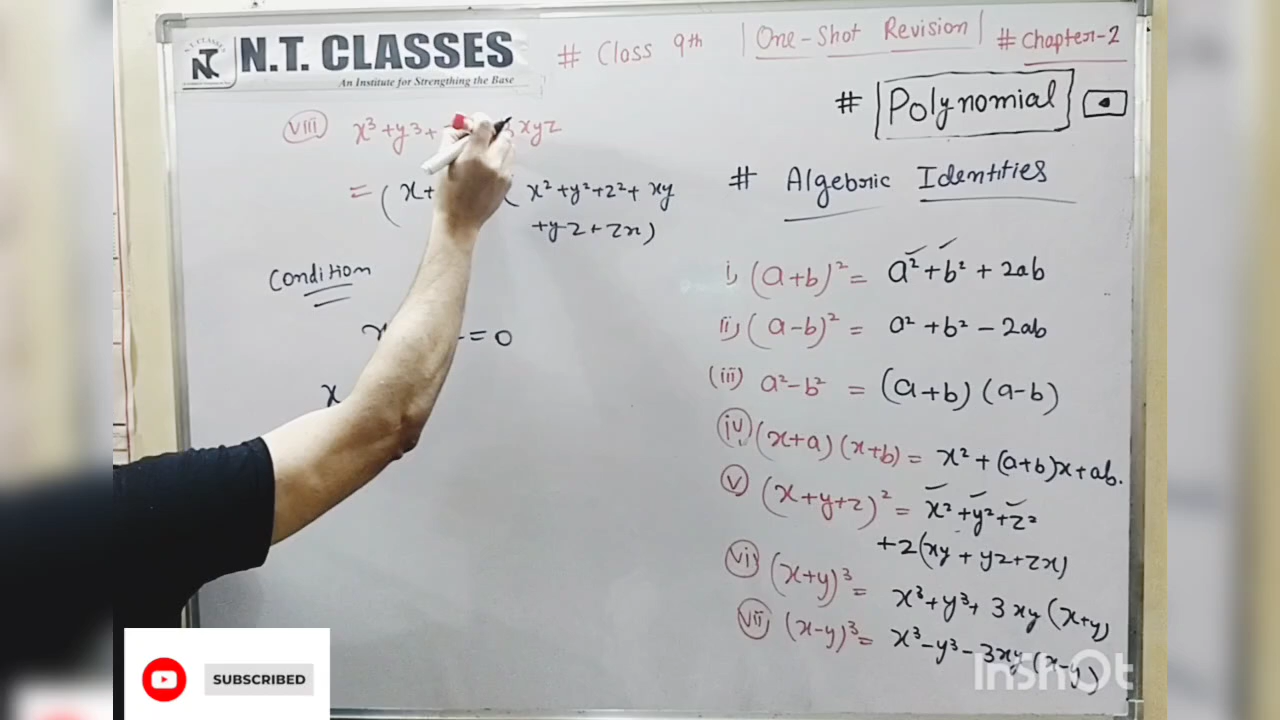 N.T. CLASSES
An Institute for Strengthening the Base
# Class 9th | One-Shot Revision | # Chapter-2
# Polynomial
viii x³+y³+ 3xyz
= (x+ (x²+y²+z²+xy
+yz+zx)
Condition
= 0
x
# Algebric Identities
i, (a+b)² = a²+b²+2ab
ii, (a-b)² = a²+b²-2ab
(iii) a²-b² = (a+b)(a-b)
iv, (x+a)(x+b) = x²+(a+b)x+ab.
v (x+y+z)² = x²+y²+z²
+2(xy+yz+zx)
vi, (x+y)³ = x³+y³+3xy(x+y)
vii, (x-y)³ = x³-y³-3xy(x-y)
SUBSCRIBED
InShot